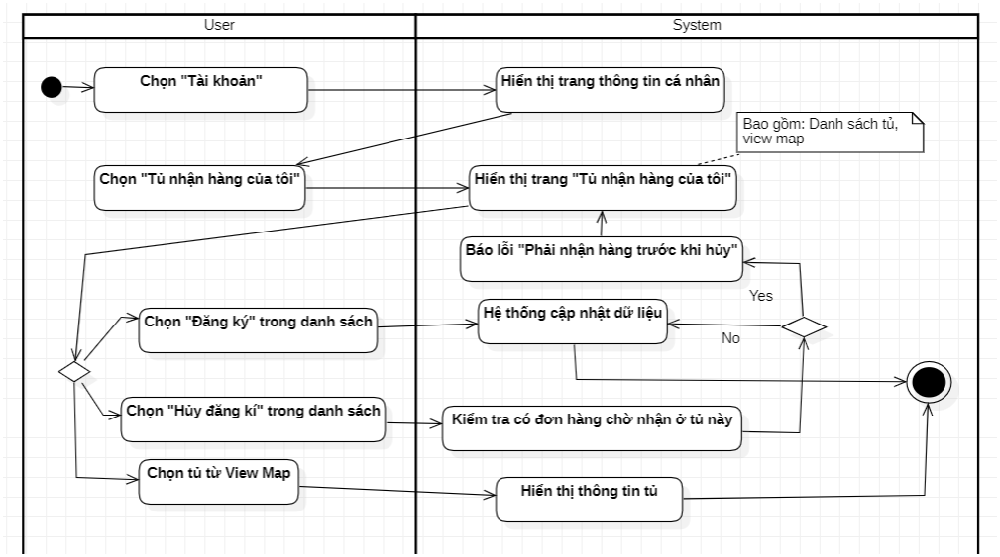 User
System
Chọn "Tài khoản"
Hiển thị trang thông tin cá nhân
Bao gồm: Danh sách tủ,
view map
Chọn "Tủ nhận hàng của tôi"
Hiển thị trang "Tủ nhận hàng của tôi"
Báo lỗi "Phải nhận hàng trước khi hủy"
Yes
Chọn "Đăng ký" trong danh sách
Hệ thống cập nhật dữ liệu
No
Chọn "Hủy đăng kí" trong danh sách
Kiểm tra có đơn hàng chờ nhận ở tủ này
Chọn tủ từ View Map
Hiển thị thông tin tủ